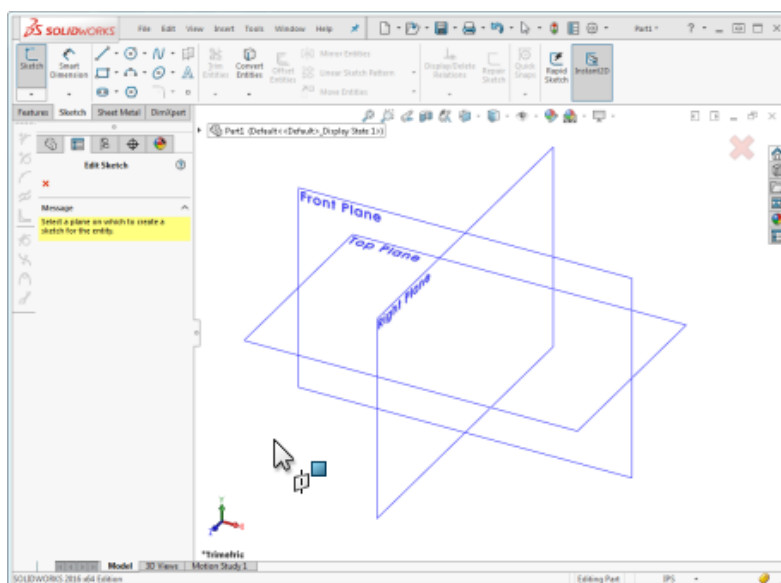 SOLIDWORKS File Edit View Insert Tools Window Help Part1
Sketch
Smart Dimension
Trim Entities
Convert Entities
Offset Entities
Mirror Entities
Linear Sketch Pattern
Move Entities
Display/Delete Relations
Repair Sketch
Quick Snaps
Rapid Sketch
Instant2D
Features Sketch Sheet Metal DimXpert
Part1 (Default<<Default>_Display State 1>)
Edit Sketch
Message
Select a plane on which to create a
sketch for the entity.
Front Plane
Top Plane
Right Plane
*Trimetric
Model 3D Views Motion Study 1
SOLIDWORKS 2016 x64 Edition Editing Part IPS